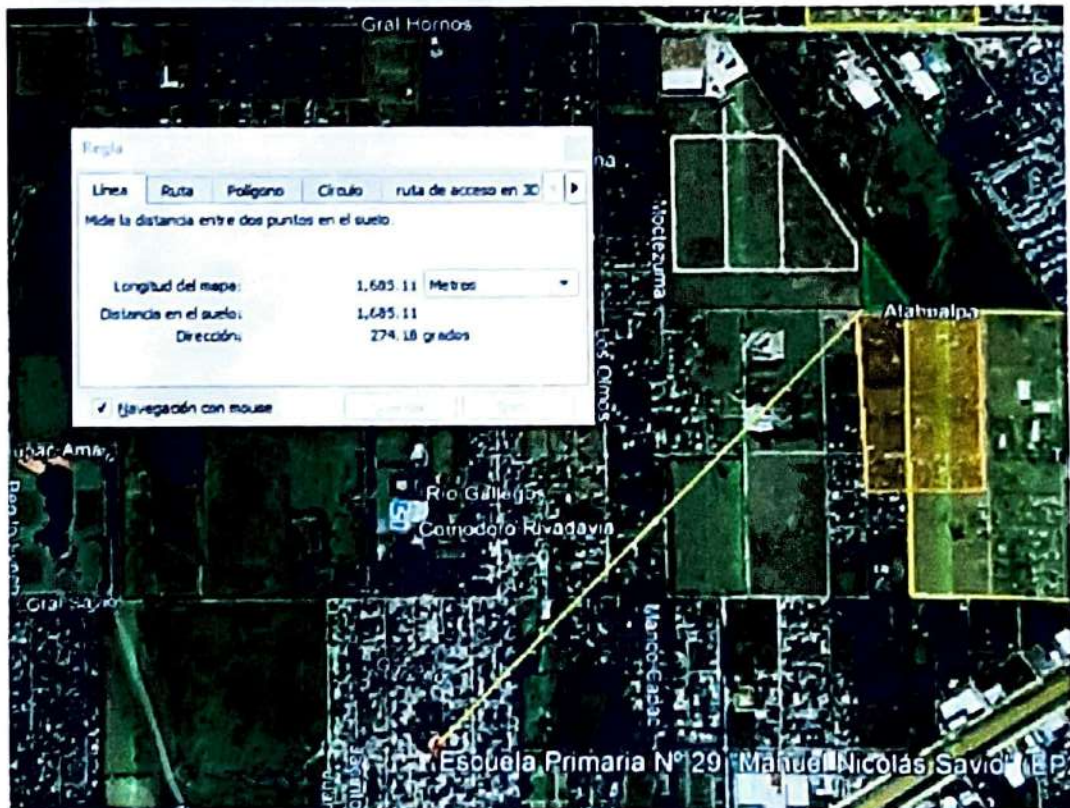 Gral Hornos
Regla
Línea Ruta Polígono Círculo ruta de acceso en 3D
Mide la distancia entre dos puntos en el suelo.
Longitud del mapa: 1,685.11 Metros
Distancia en el suelo: 1,685.11
Dirección: 274.18 grados
Navegación con mouse
Moctezuma
Atahualpa
Los Olmos
Río Gallegos
Comodoro Rivadavia
Gral Savio
Manco Capac
Escuela Primaria N° 29 "Manuel Nicolás Savio" (EP